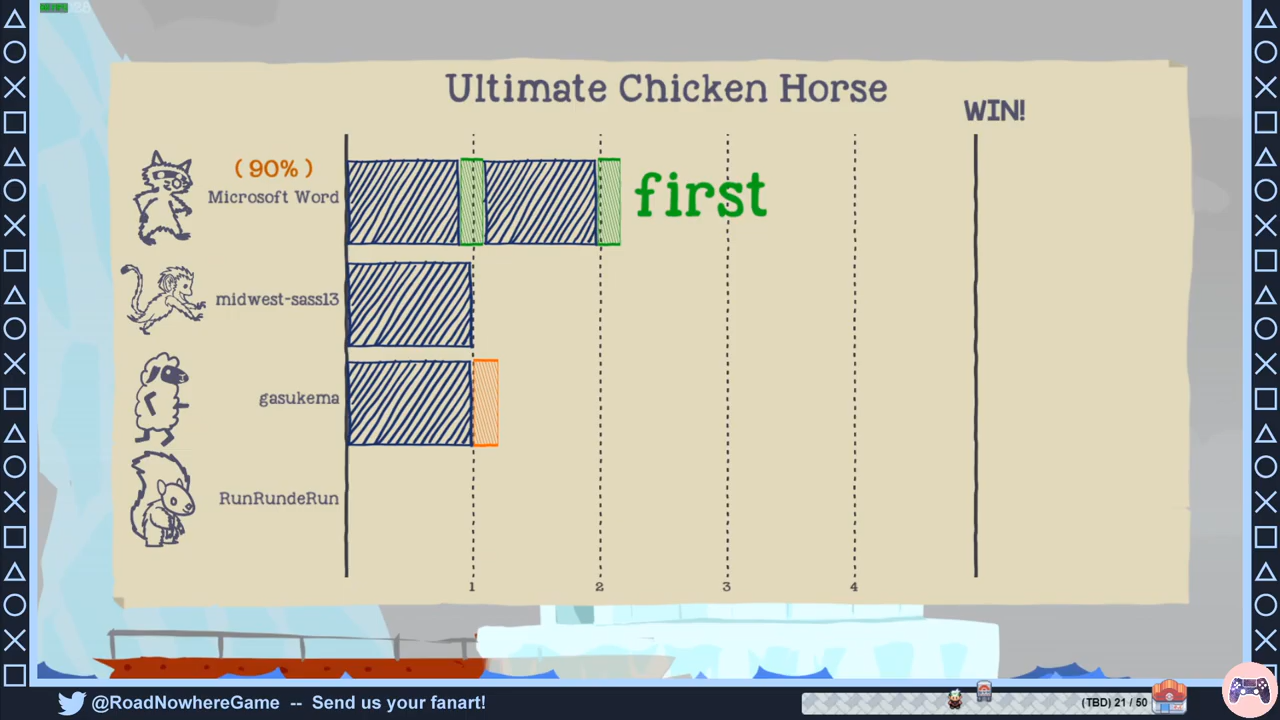 Ultimate Chicken Horse
WIN!
( 90% )
Microsoft Word
first
midwest-sass13
gasukema
RunRundeRun
1 2 3 4
@RoadNowhereGame -- Send us your fanart!
(TBD) 21 / 50